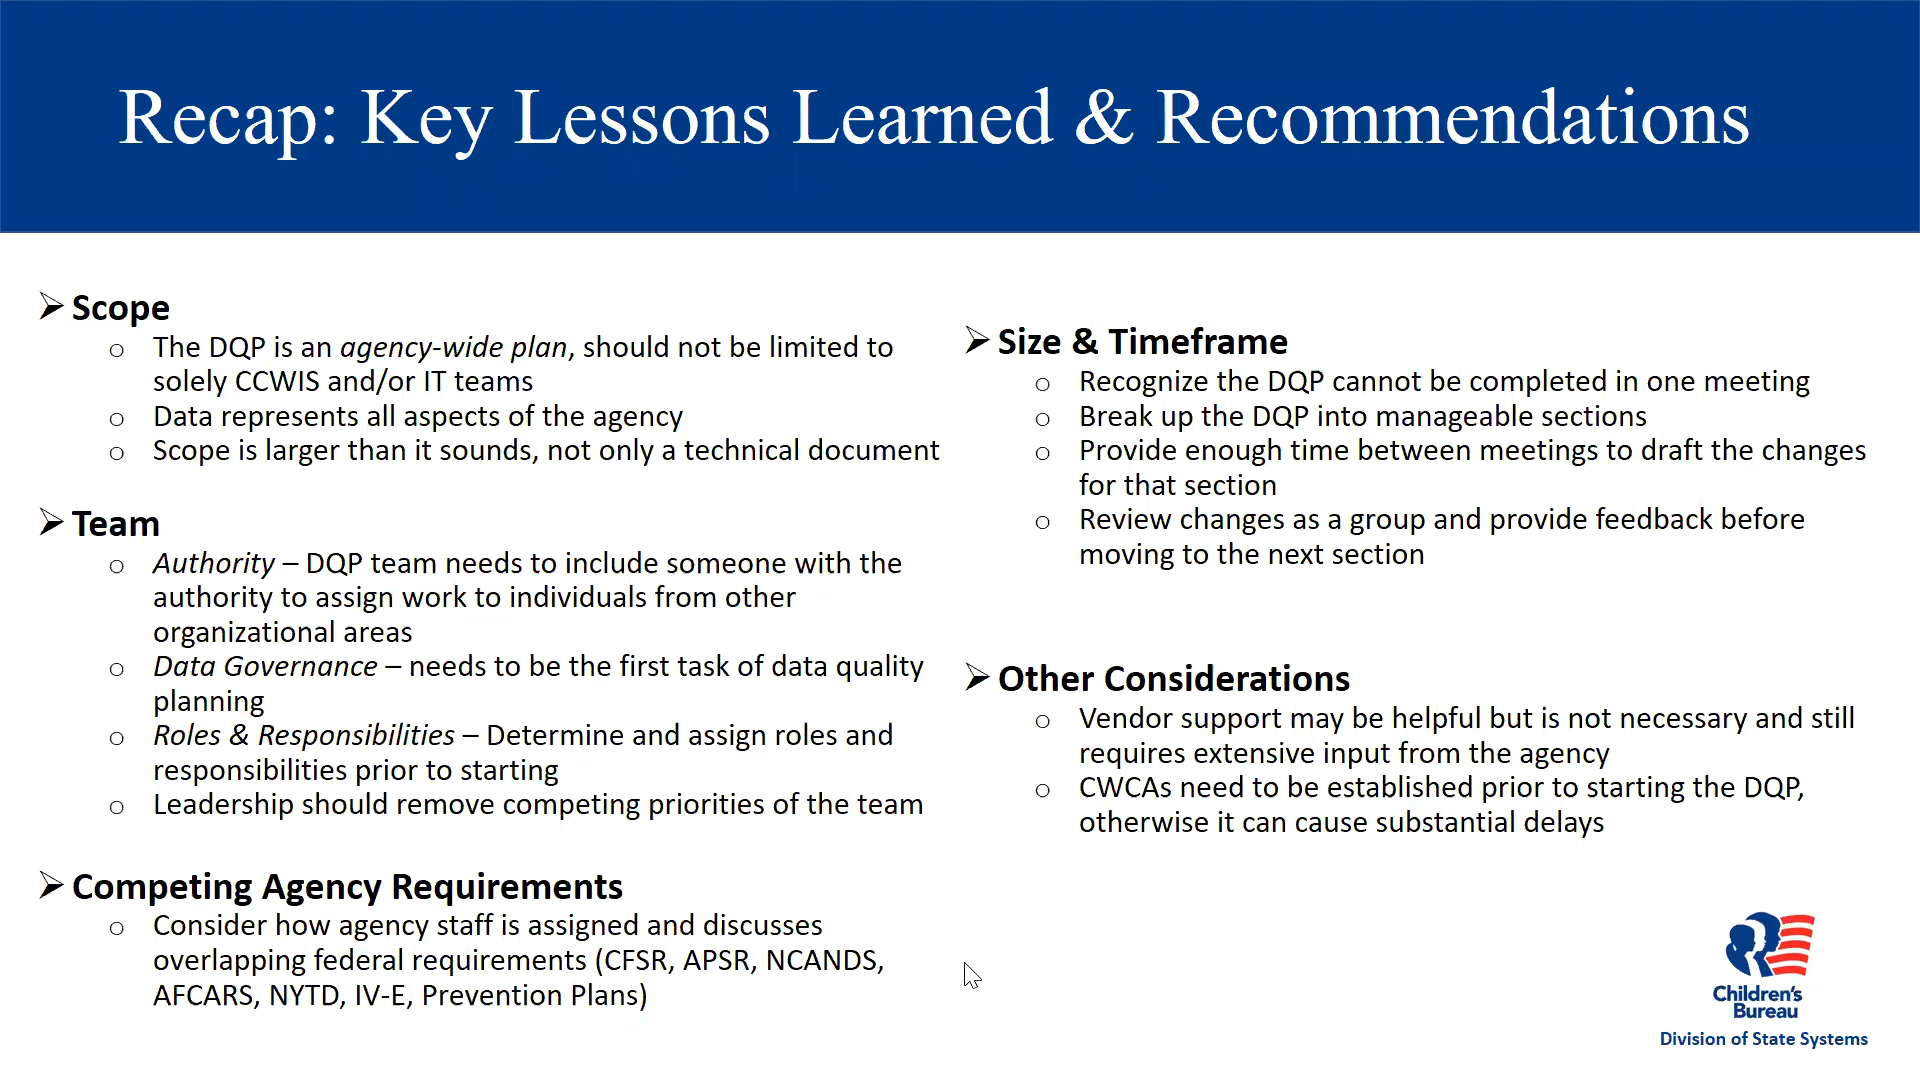 Recap: Key Lessons Learned & Recommendations
➢ Scope
o The DQP is an agency-wide plan, should not be limited to
solely CCWIS and/or IT teams
o Data represents all aspects of the agency
o Scope is larger than it sounds, not only a technical document
➢ Team
o Authority – DQP team needs to include someone with the
authority to assign work to individuals from other
organizational areas
o Data Governance – needs to be the first task of data quality
planning
o Roles & Responsibilities – Determine and assign roles and
responsibilities prior to starting
o Leadership should remove competing priorities of the team
➢ Competing Agency Requirements
o Consider how agency staff is assigned and discusses
overlapping federal requirements (CFSR, APSR, NCANDS,
AFCARS, NYTD, IV-E, Prevention Plans)
➢ Size & Timeframe
o Recognize the DQP cannot be completed in one meeting
o Break up the DQP into manageable sections
o Provide enough time between meetings to draft the changes
for that section
o Review changes as a group and provide feedback before
moving to the next section
➢ Other Considerations
o Vendor support may be helpful but is not necessary and still
requires extensive input from the agency
o CWCAs need to be established prior to starting the DQP,
otherwise it can cause substantial delays
Children's
Bureau
Division of State Systems